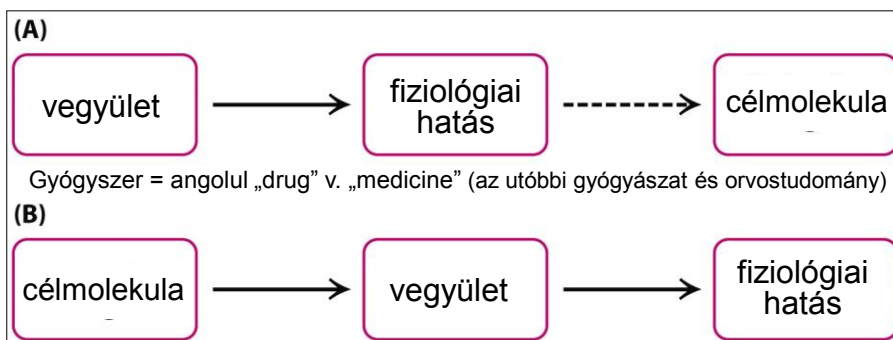 (A)
vegyület
fiziológiai
hatás
célmolekula
Gyógyszer = angolul „drug” v. „medicine” (az utóbbi gyógyászat és orvostudomány)
(B)
célmolekula
vegyület
fiziológiai
hatás